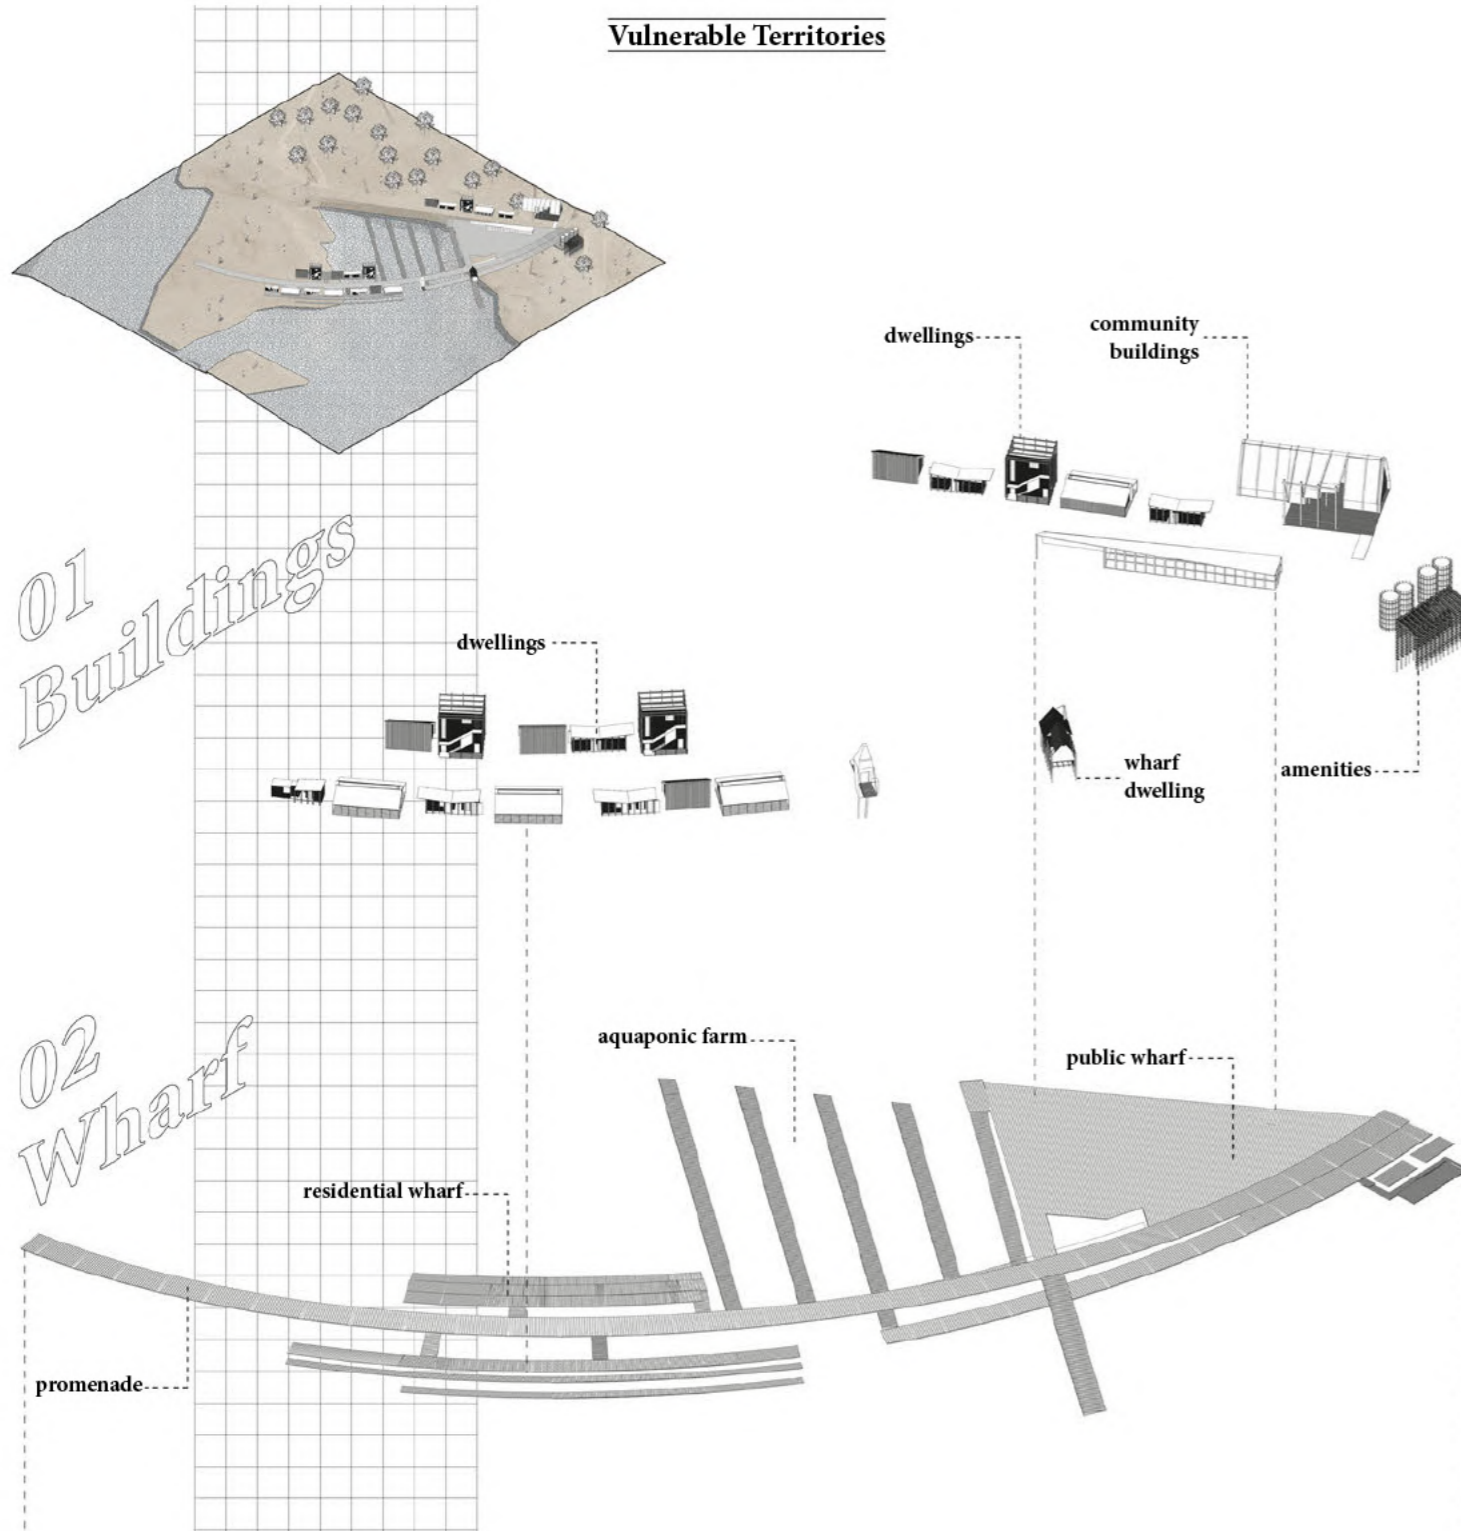 Vulnerable Territories
dwellings
community
buildings
01
Buildings
dwellings
wharf
dwelling
amenities
02
Wharf
aquaponic farm
public wharf
residential wharf
promenade